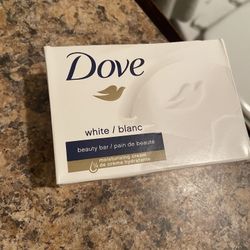 Dove
white / blanc
beauty bar / pain de beauté
moisturizing cream
de crème hydratante